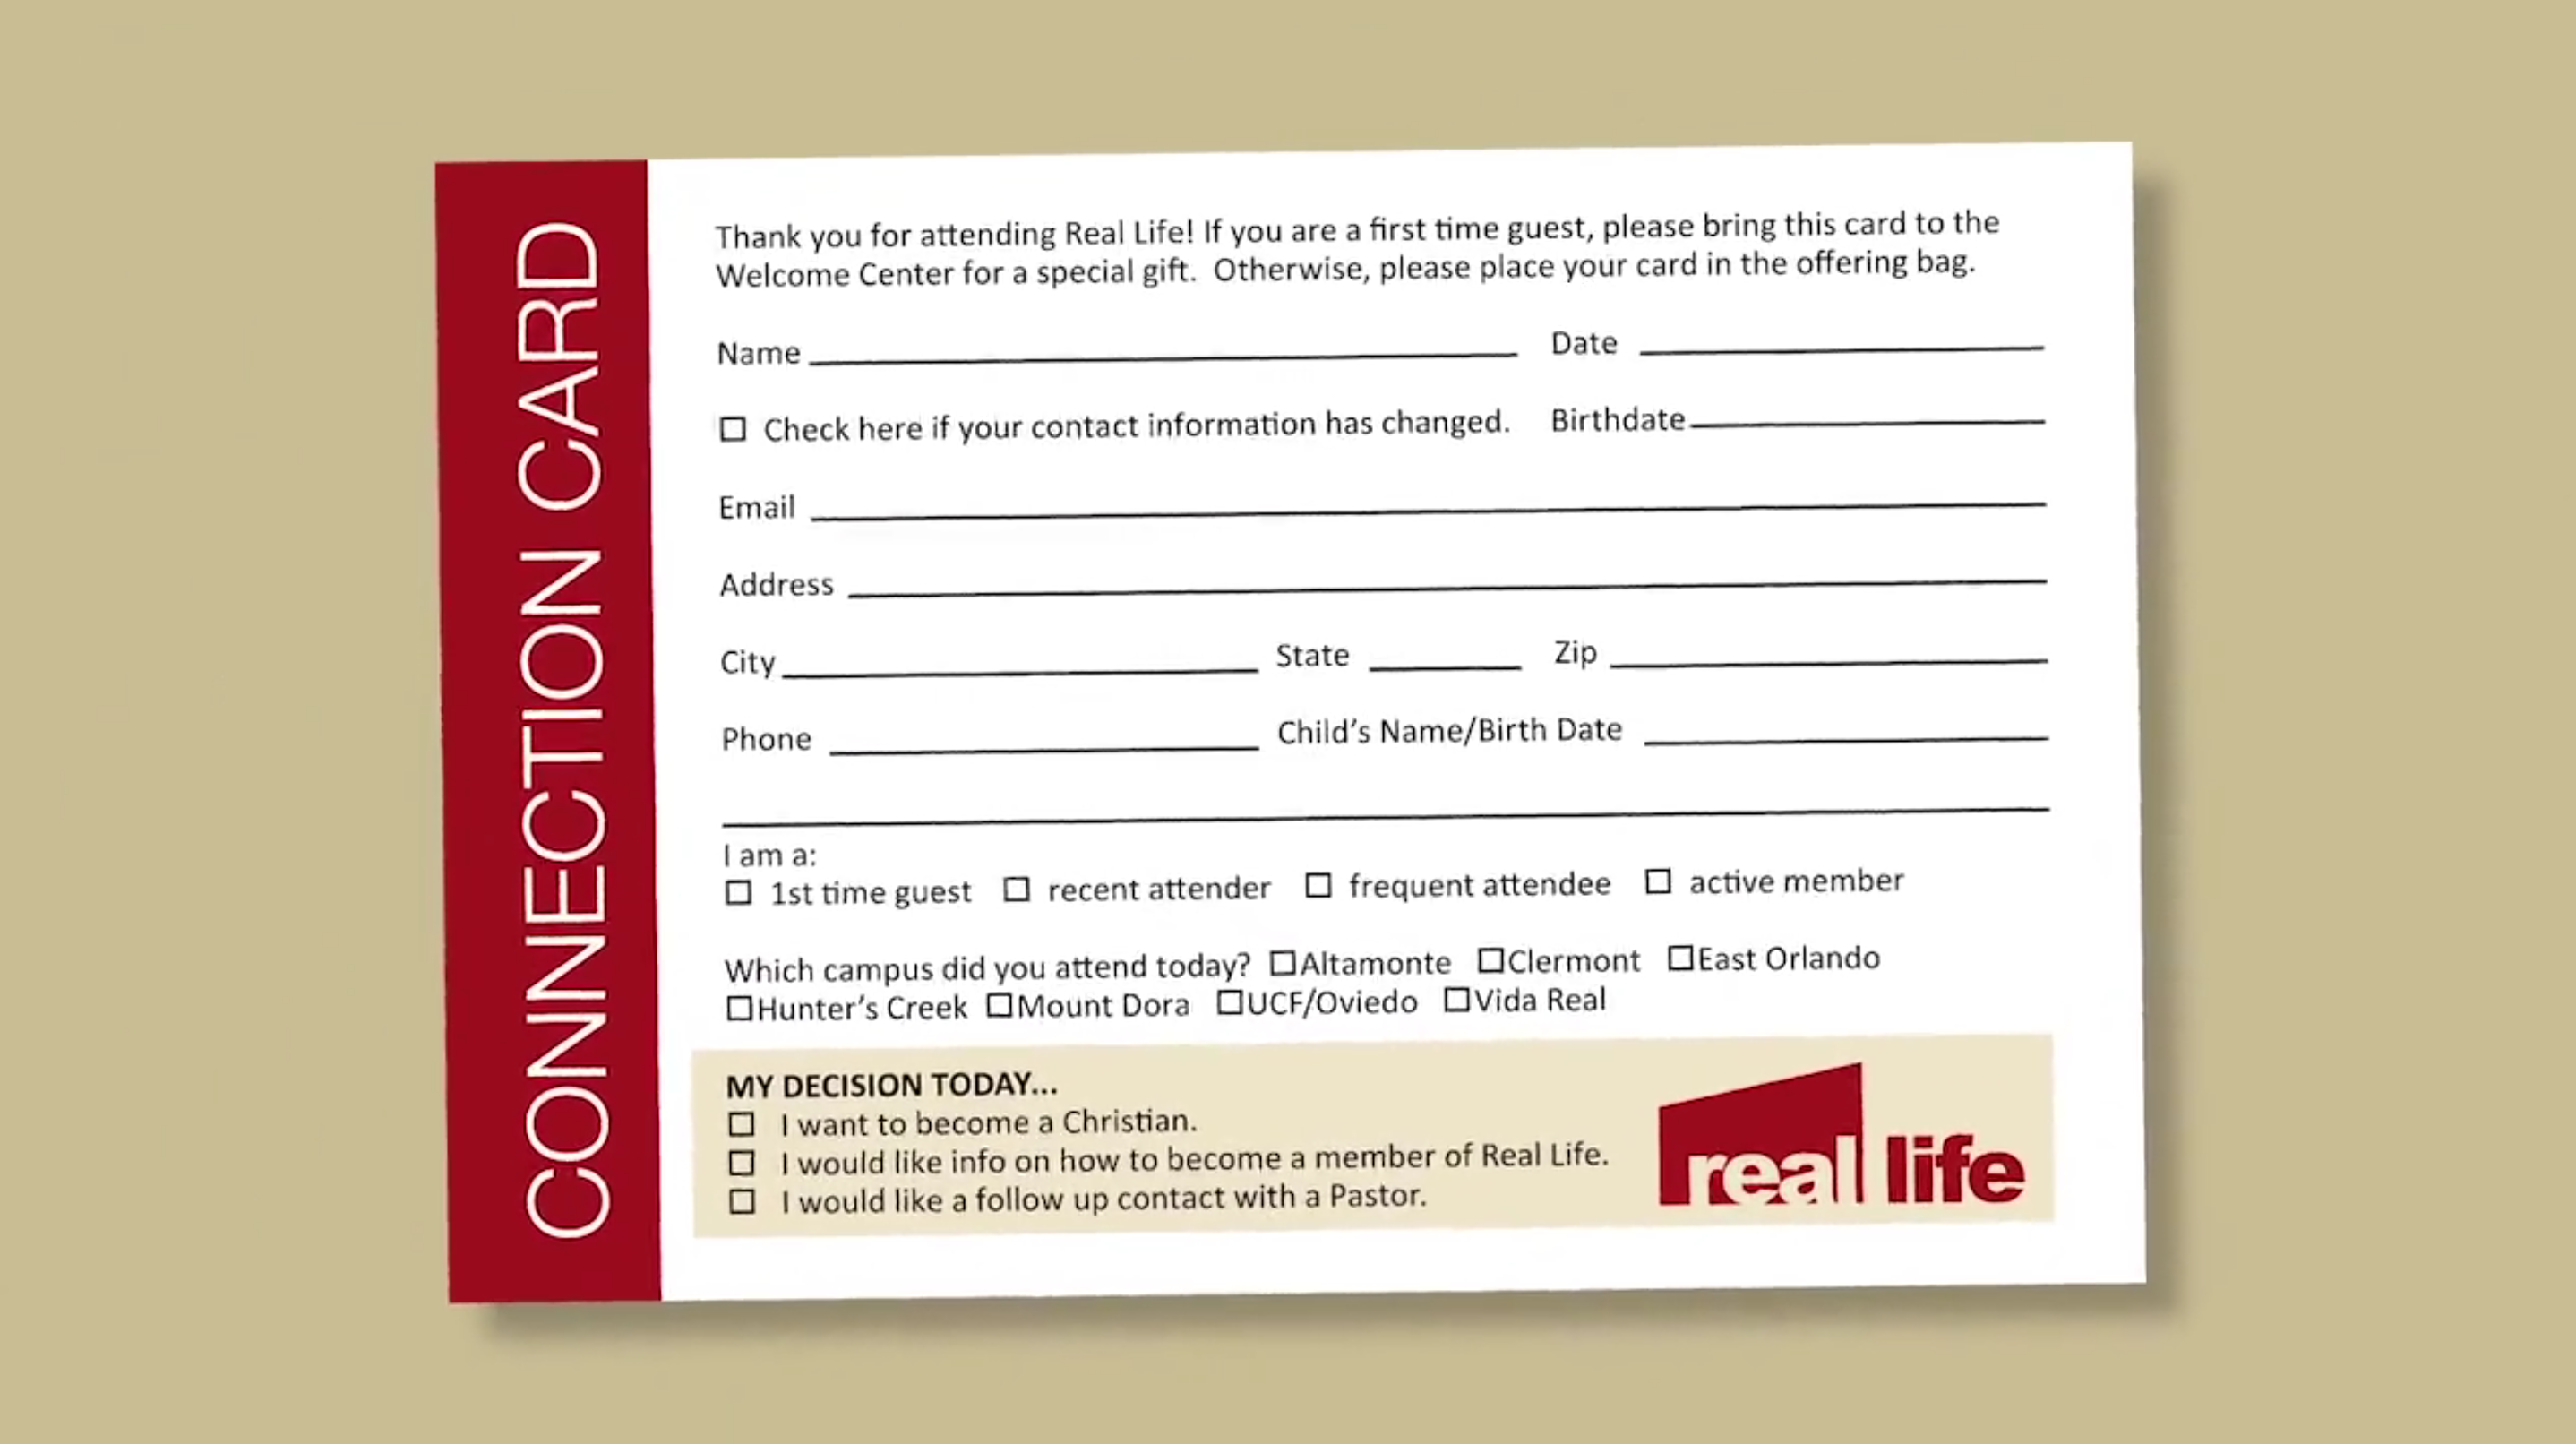 CONNECTION CARD
Thank you for attending Real Life! If you are a first time guest, please bring this card to the
Welcome Center for a special gift. Otherwise, please place your card in the offering bag.
Name Date
☐ Check here if your contact information has changed. Birthdate
Email
Address
City State Zip
Phone Child's Name/Birth Date
I am a:
☐ 1st time guest ☐ recent attender ☐ frequent attendee ☐ active member
Which campus did you attend today? ☐Altamonte ☐Clermont ☐East Orlando
☐Hunter's Creek ☐Mount Dora ☐UCF/Oviedo ☐Vida Real
MY DECISION TODAY...
☐ I want to become a Christian.
☐ I would like info on how to become a member of Real Life.
☐ I would like a follow up contact with a Pastor.
real life